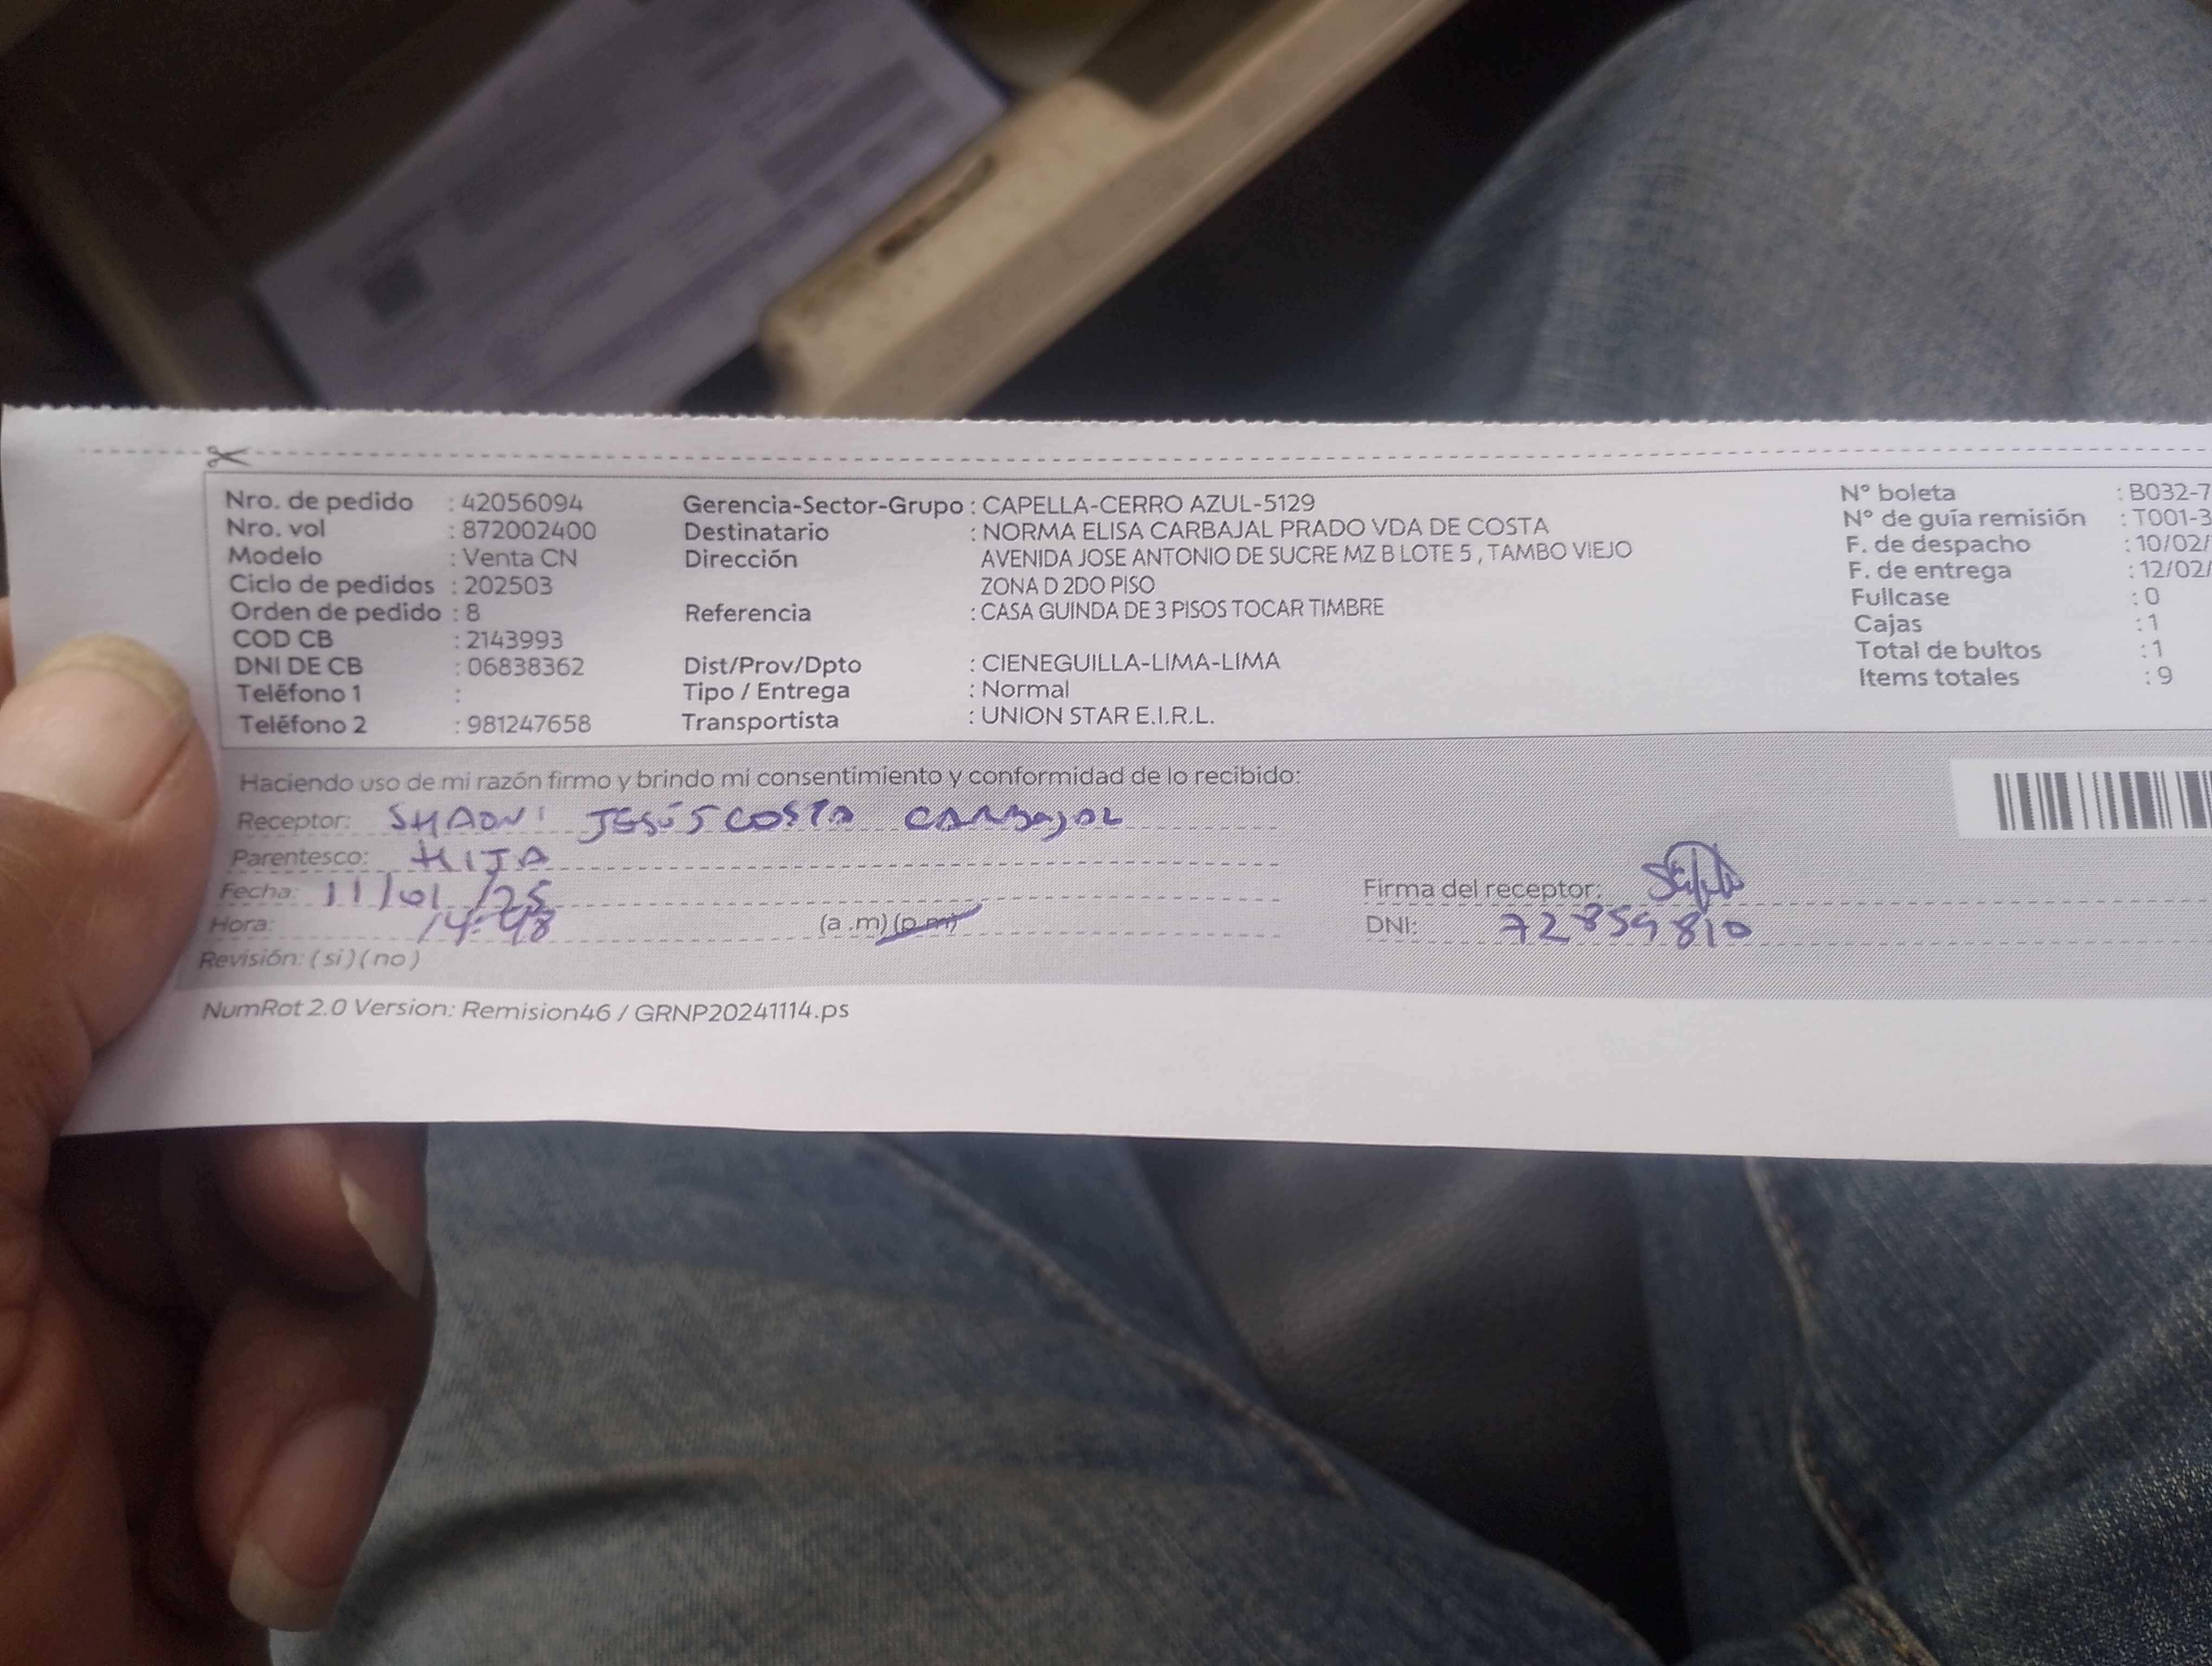 Nro. de pedido : 42056094 Gerencia-Sector-Grupo : CAPELLA-CERRO AZUL-5129 N° boleta : B032-7
Nro. vol : 872002400 Destinatario : NORMA ELISA CARBAJAL PRADO VDA DE COSTA N° de guía remisión : T001-3
Modelo : Venta CN Dirección AVENIDA JOSE ANTONIO DE SUCRE MZ B LOTE 5 , TAMBO VIEJO F. de despacho : 10/02/
Ciclo de pedidos : 202503 ZONA D 2DO PISO F. de entrega : 12/02/
Orden de pedido : 8 Referencia : CASA GUINDA DE 3 PISOS TOCAR TIMBRE Fullcase : 0
COD CB : 2143993 Cajas : 1
DNI DE CB : 06838362 Dist/Prov/Dpto : CIENEGUILLA-LIMA-LIMA Total de bultos : 1
Teléfono 1 : Tipo / Entrega : Normal Items totales : 9
Teléfono 2 : 981247658 Transportista : UNION STAR E.I.R.L.
Haciendo uso de mi razón firmo y brindo mi consentimiento y conformidad de lo recibido:
Receptor: SHADNI JESÚS COSTA CARBAJAL
Parentesco: HIJA
Fecha: 11/01/25 Firma del receptor:
Hora: 14:48 (a .m) (p.m) DNI: 72859810
Revisión: ( si ) ( no )
NumRot 2.0 Version: Remision46 / GRNP20241114.ps